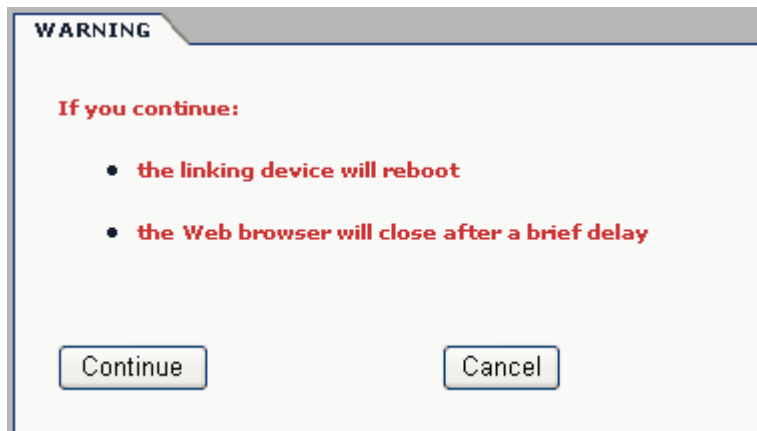 WARNING
If you continue:
the linking device will reboot
the Web browser will close after a brief delay
Continue Cancel